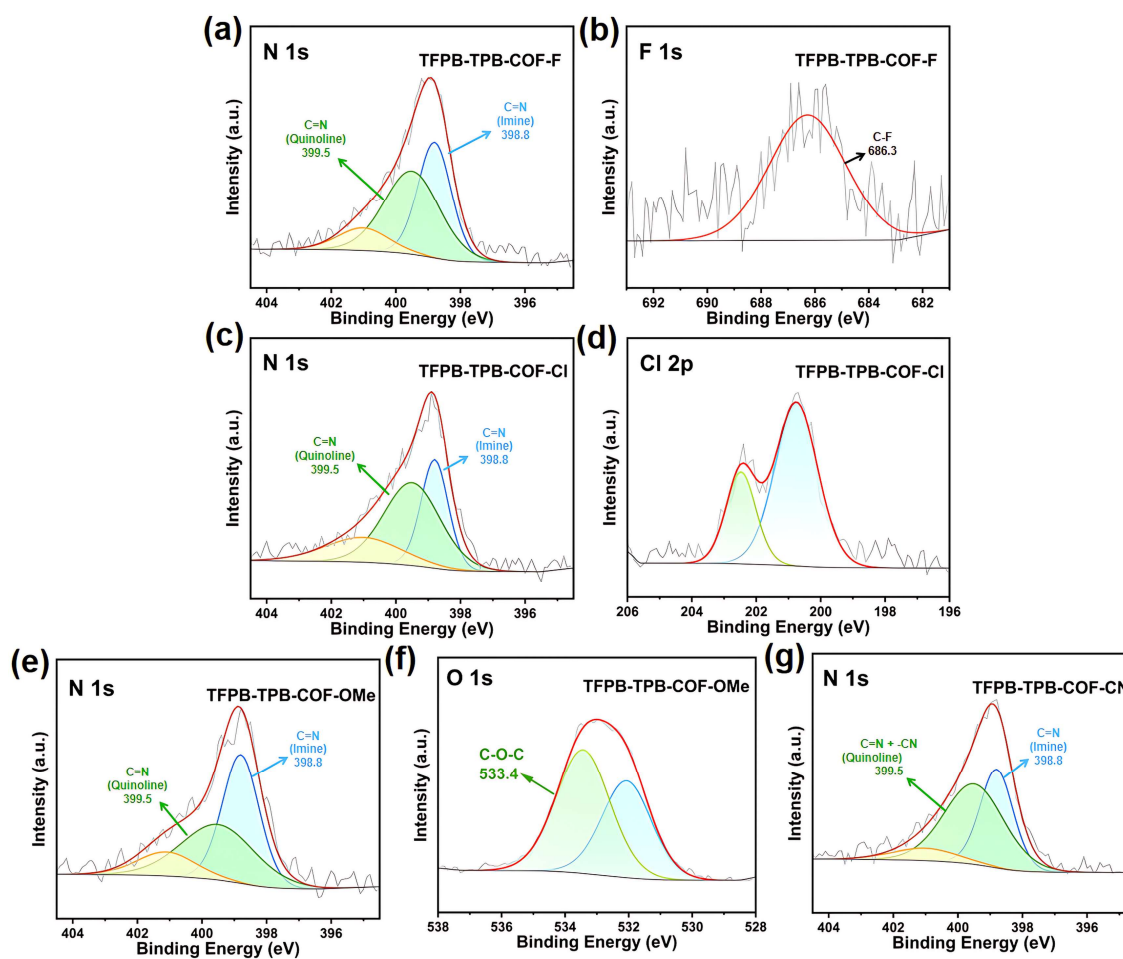 (a)
N 1s
TFPB-TPB-COF-F
C=N
(Quinoline)
399.5
C=N
(Imine)
398.8
Intensity (a.u.)
404 402 400 398 396
Binding Energy (eV)
(b)
F 1s
TFPB-TPB-COF-F
C-F
686.3
Intensity (a.u.)
692 690 688 686 684 682
Binding Energy (eV)
(c)
N 1s
TFPB-TPB-COF-Cl
C=N
(Quinoline)
399.5
C=N
(Imine)
398.8
Intensity (a.u.)
404 402 400 398 396
Binding Energy (eV)
(d)
Cl 2p
TFPB-TPB-COF-Cl
Intensity (a.u.)
206 204 202 200 198 196
Binding Energy (eV)
(e)
N 1s
TFPB-TPB-COF-OMe
C=N
(Quinoline)
399.5
C=N
(Imine)
398.8
Intensity (a.u.)
404 402 400 398 396
Binding Energy (eV)
(f)
O 1s
TFPB-TPB-COF-OMe
C-O-C
533.4
Intensity (a.u.)
538 536 534 532 530 528
Binding Energy (eV)
(g)
N 1s
TFPB-TPB-COF-CN
C=N + -CN
(Quinoline)
399.5
C=N
(Imine)
398.8
Intensity (a.u.)
404 402 400 398 396
Binding Energy (eV)